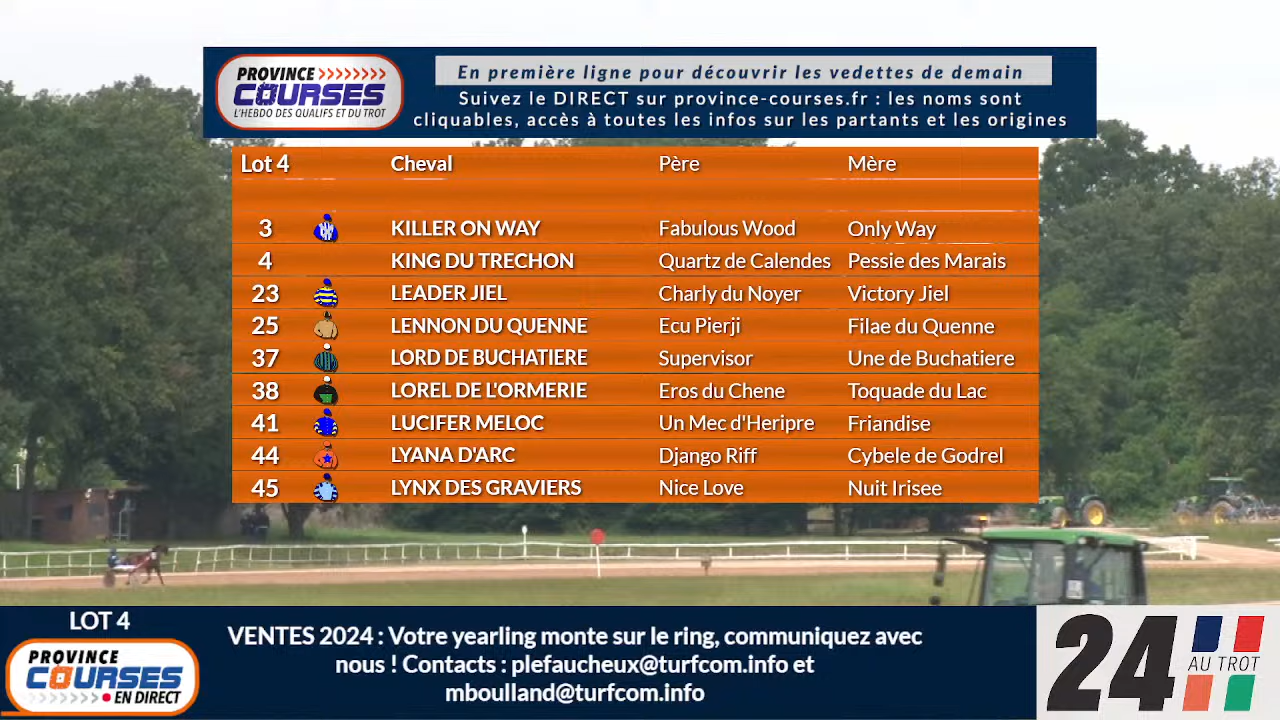 PROVINCE >>>>>>>>
COURSES
L'HEBDO DES QUALIFS ET DU TROT
En première ligne pour découvrir les vedettes de demain
Suivez le DIRECT sur province-courses.fr : les noms sont
cliquables, accès à toutes les infos sur les partants et les origines
Lot 4 Cheval Père Mère
3 KILLER ON WAY Fabulous Wood Only Way
4 KING DU TRECHON Quartz de Calendes Pessie des Marais
23 LEADER JIEL Charly du Noyer Victory Jiel
25 LENNON DU QUENNE Ecu Pierji Filae du Quenne
37 LORD DE BUCHATIERE Supervisor Une de Buchatiere
38 LOREL DE L'ORMERIE Eros du Chene Toquade du Lac
41 LUCIFER MELOC Un Mec d'Heripre Friandise
44 LYANA D'ARC Django Riff Cybele de Godrel
45 LYNX DES GRAVIERS Nice Love Nuit Irisee
LOT 4
PROVINCE
COURSES
>>>>>> EN DIRECT
VENTES 2024 : Votre yearling monte sur le ring, communiquez avec
nous ! Contacts : plefaucheux@turfcom.info et
mboulland@turfcom.info
24 AU TROT